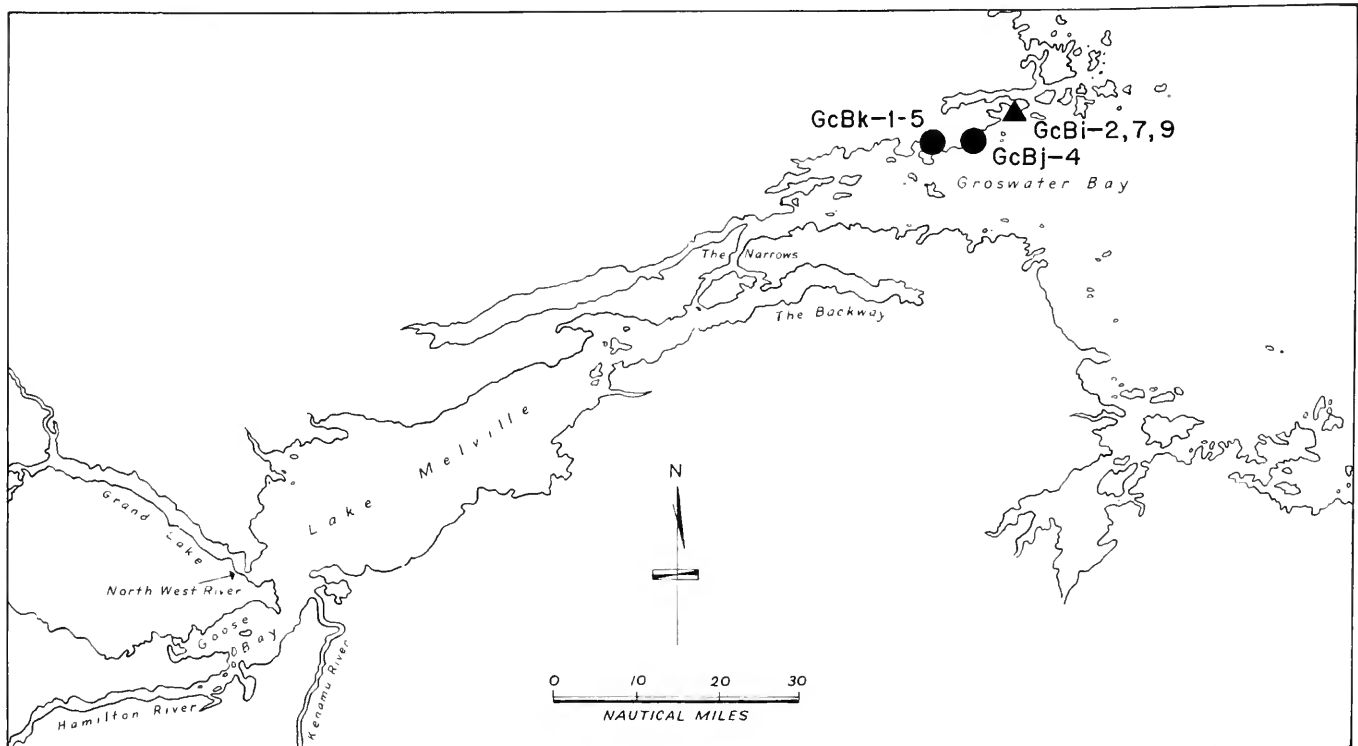 GcBk-1-5
GcBi-2,7,9
GcBj-4
Groswater Bay
The Narrows
The Backway
Lake Melville
N
Grand Lake
North West River
Goose Bay
Kenamu River
Hamilton River
0 10 20 30
NAUTICAL MILES